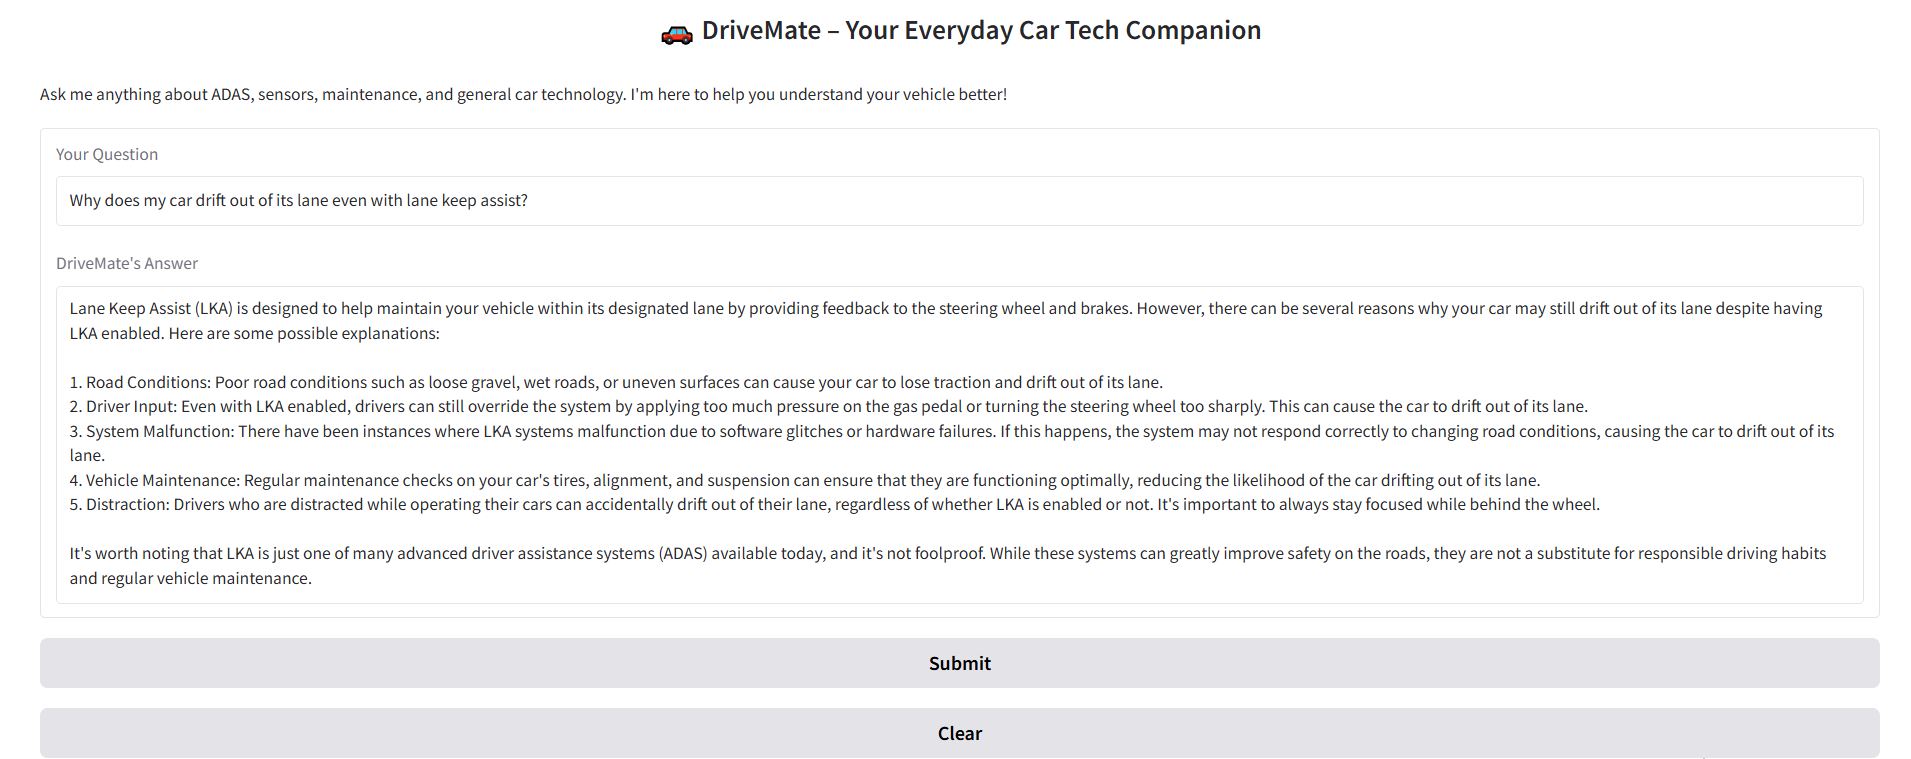 DriveMate – Your Everyday Car Tech Companion
Ask me anything about ADAS, sensors, maintenance, and general car technology. I'm here to help you understand your vehicle better!
Your Question
Why does my car drift out of its lane even with lane keep assist?
DriveMate's Answer
Lane Keep Assist (LKA) is designed to help maintain your vehicle within its designated lane by providing feedback to the steering wheel and brakes. However, there can be several reasons why your car may still drift out of its lane despite having
LKA enabled. Here are some possible explanations:
1. Road Conditions: Poor road conditions such as loose gravel, wet roads, or uneven surfaces can cause your car to lose traction and drift out of its lane.
2. Driver Input: Even with LKA enabled, drivers can still override the system by applying too much pressure on the gas pedal or turning the steering wheel too sharply. This can cause the car to drift out of its lane.
3. System Malfunction: There have been instances where LKA systems malfunction due to software glitches or hardware failures. If this happens, the system may not respond correctly to changing road conditions, causing the car to drift out of its
lane.
4. Vehicle Maintenance: Regular maintenance checks on your car's tires, alignment, and suspension can ensure that they are functioning optimally, reducing the likelihood of the car drifting out of its lane.
5. Distraction: Drivers who are distracted while operating their cars can accidentally drift out of their lane, regardless of whether LKA is enabled or not. It's important to always stay focused while behind the wheel.
It's worth noting that LKA is just one of many advanced driver assistance systems (ADAS) available today, and it's not foolproof. While these systems can greatly improve safety on the roads, they are not a substitute for responsible driving habits
and regular vehicle maintenance.
Submit
Clear